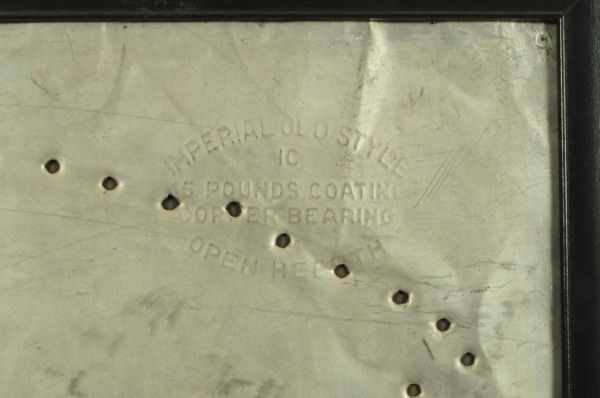 IMPERIAL OLD STYLE
IC
15 POUNDS COATING
COPPER BEARING
OPEN HEARTH